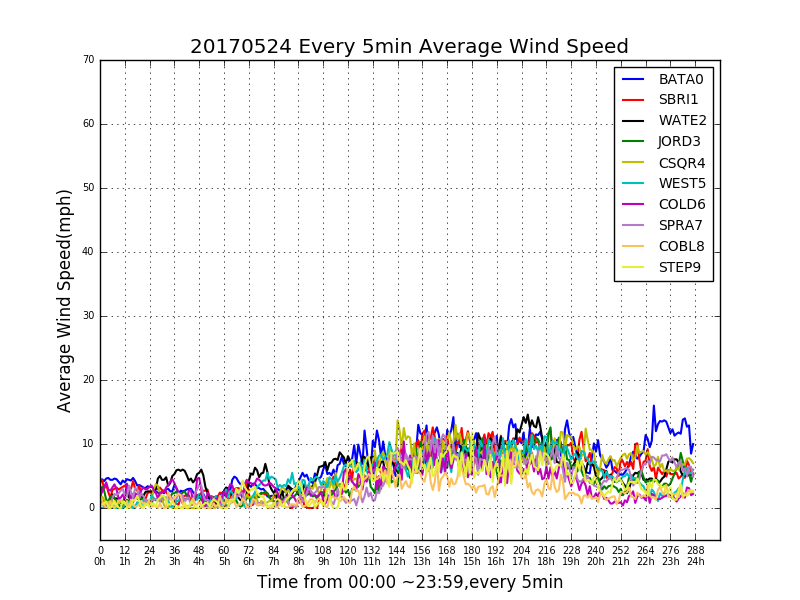 20170524 Every 5min Average Wind Speed
70
60
50
40
30
20
10
0
Average Wind Speed(mph)
BATA0
SBRI1
WATE2
JORD3
CSQR4
WEST5
COLD6
SPRA7
COBL8
STEP9
0 12 24 36 48 60 72 84 96 108 120 132 144 156 168 180 192 204 216 228 240 252 264 276 288
0h 1h 2h 3h 4h 5h 6h 7h 8h 9h 10h 11h 12h 13h 14h 15h 16h 17h 18h 19h 20h 21h 22h 23h 24h
Time from 00:00 ~23:59,every 5min